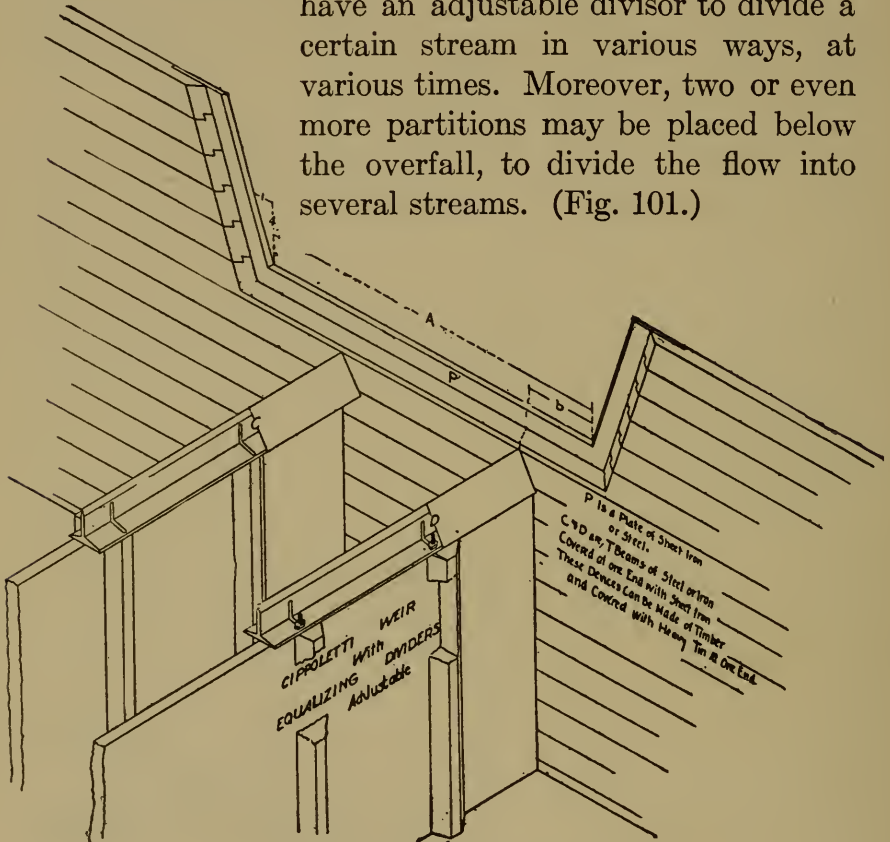 have an adjustable divisor to divide a
certain stream in various ways, at
various times. Moreover, two or even
more partitions may be placed below
the overfall, to divide the flow into
several streams. (Fig. 101.)
1
4
A
P
b
C
D
P Is a Plate of Sheet Iron
or Steel.
C & D are T Beams of Steel or Iron
Covered at one End with Sheet Iron
These Devices Can Be Made of Timber
and Covered with Heavy Tin At One End.
CIPPOLETTI WEIR
With
EQUALIZING DIVIDERS
Adjustable